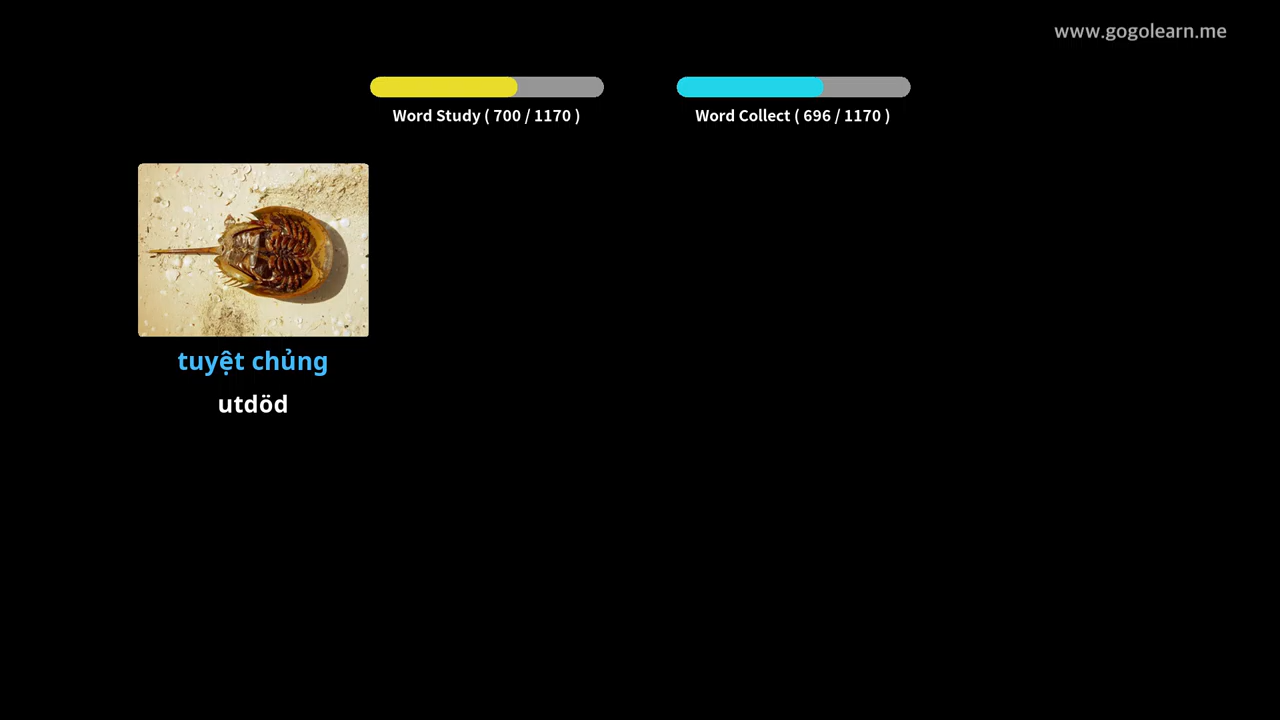 www.gogolearn.me
Word Study ( 700 / 1170 )
Word Collect ( 696 / 1170 )
tuyệt chủng
utdöd